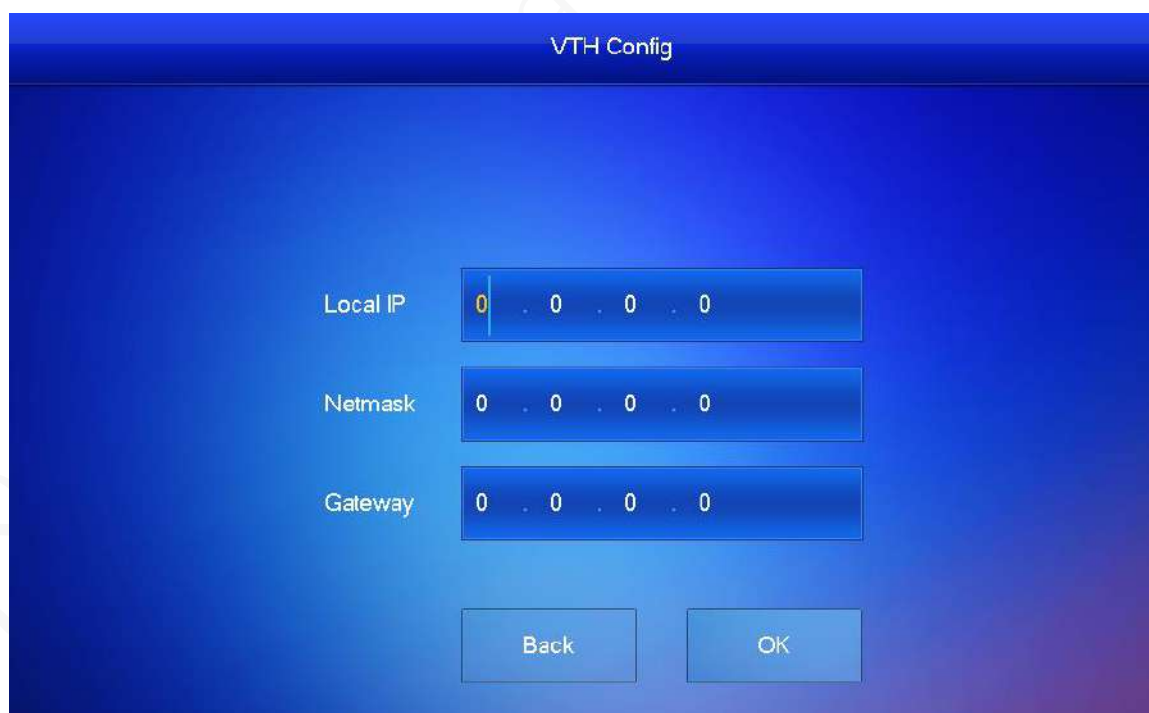 VTH Config
Local IP 0 . 0 . 0 . 0
Netmask 0 . 0 . 0 . 0
Gateway 0 . 0 . 0 . 0
Back OK